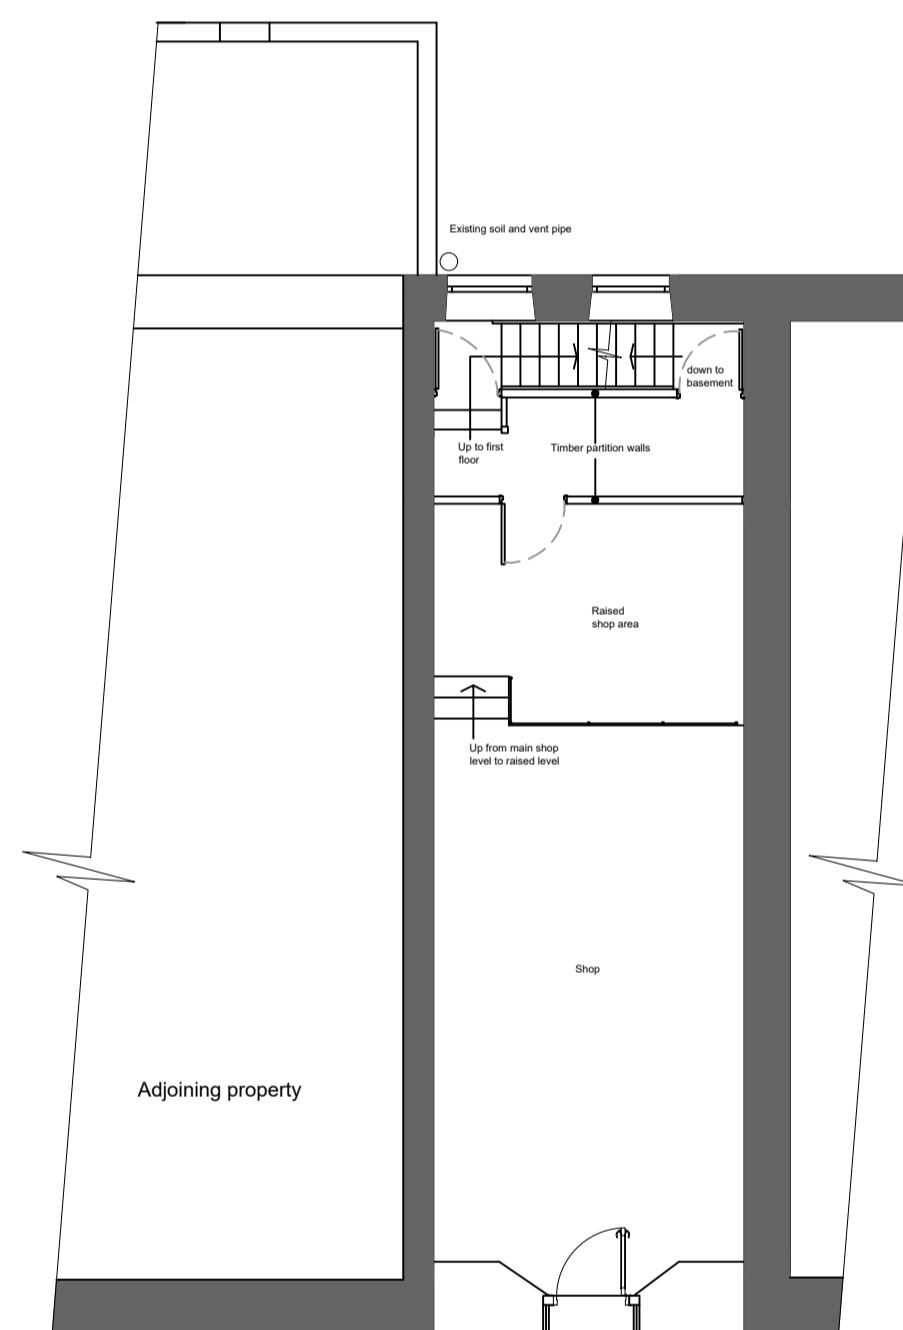 Existing soil and vent pipe
down to
basement
Up to first
floor
Timber partition walls
Raised
shop area
Up from main shop
level to raised level
Shop
Adjoining property